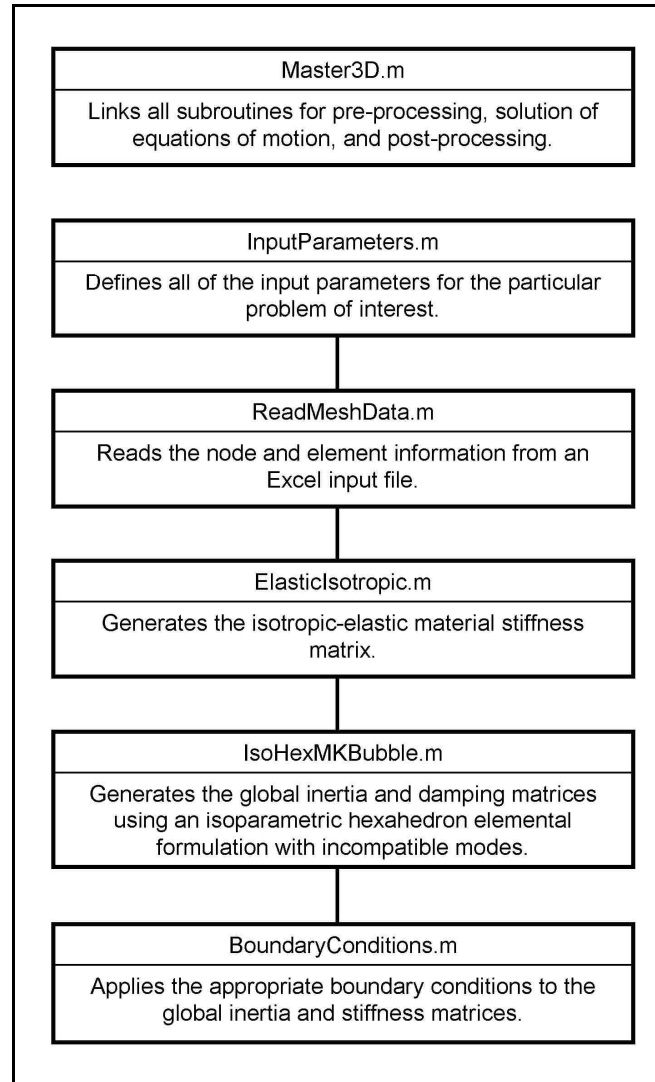 Master3D.m
Links all subroutines for pre-processing, solution of
equations of motion, and post-processing.
InputParameters.m
Defines all of the input parameters for the particular
problem of interest.
ReadMeshData.m
Reads the node and element information from an
Excel input file.
ElasticIsotropic.m
Generates the isotropic-elastic material stiffness
matrix.
IsoHexMKBubble.m
Generates the global inertia and damping matrices
using an isoparametric hexahedron elemental
formulation with incompatible modes.
BoundaryConditions.m
Applies the appropriate boundary conditions to the
global inertia and stiffness matrices.